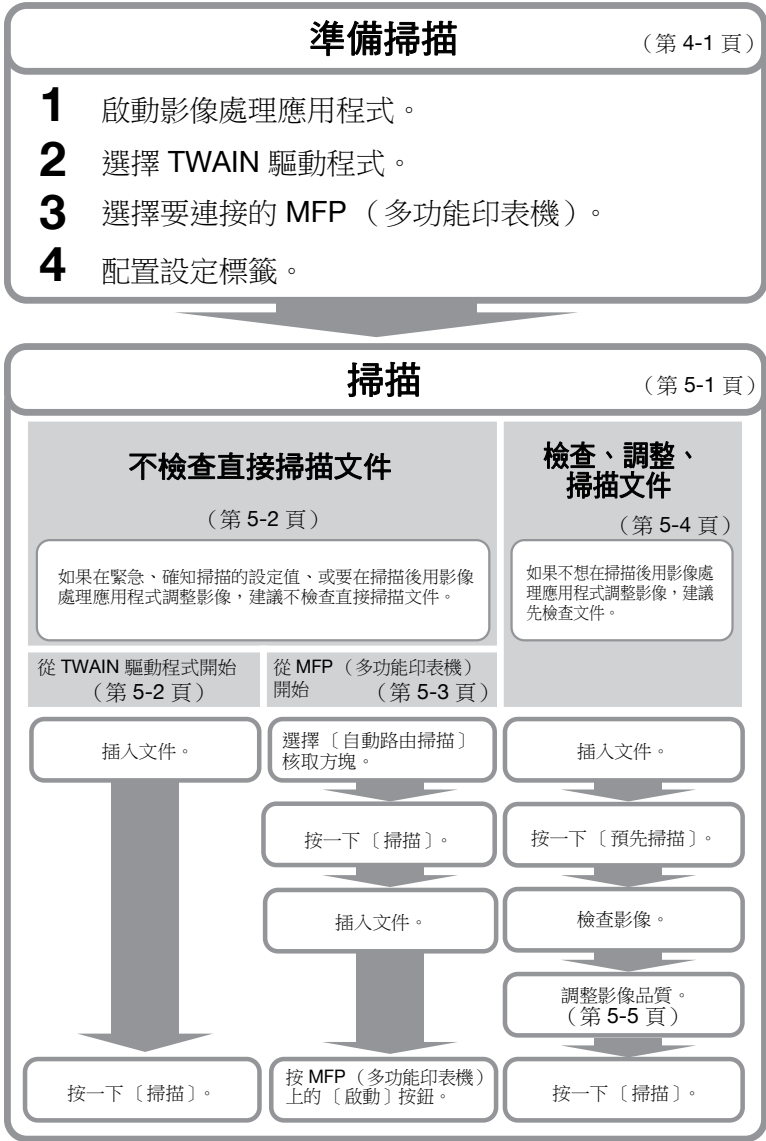 準備掃描 （第 4-1 頁）
1 啟動影像處理應用程式。
2 選擇 TWAIN 驅動程式。
3 選擇要連接的 MFP （多功能印表機）。
4 配置設定標籤。
掃描 （第 5-1 頁）
不檢查直接掃描文件
（第 5-2 頁）
如果在緊急、確知掃描的設定值、或要在掃描後用影像
處理應用程式調整影像，建議不檢查直接掃描文件。
從 TWAIN 驅動程式開始
（第 5-2 頁）
插入文件。
按一下〔掃描〕。
從 MFP （多功能印表機）
開始 （第 5-3 頁）
選擇〔自動路由掃描〕
核取方塊。
按一下〔掃描〕。
插入文件。
按 MFP （多功能印表機）
上的〔啟動〕按鈕。
檢查、調整、
掃描文件
（第 5-4 頁）
如果不想在掃描後用影像處
理應用程式調整影像，建議
先檢查文件。
插入文件。
按一下〔預先掃描〕。
檢查影像。
調整影像品質。
（第 5-5 頁）
按一下〔掃描〕。